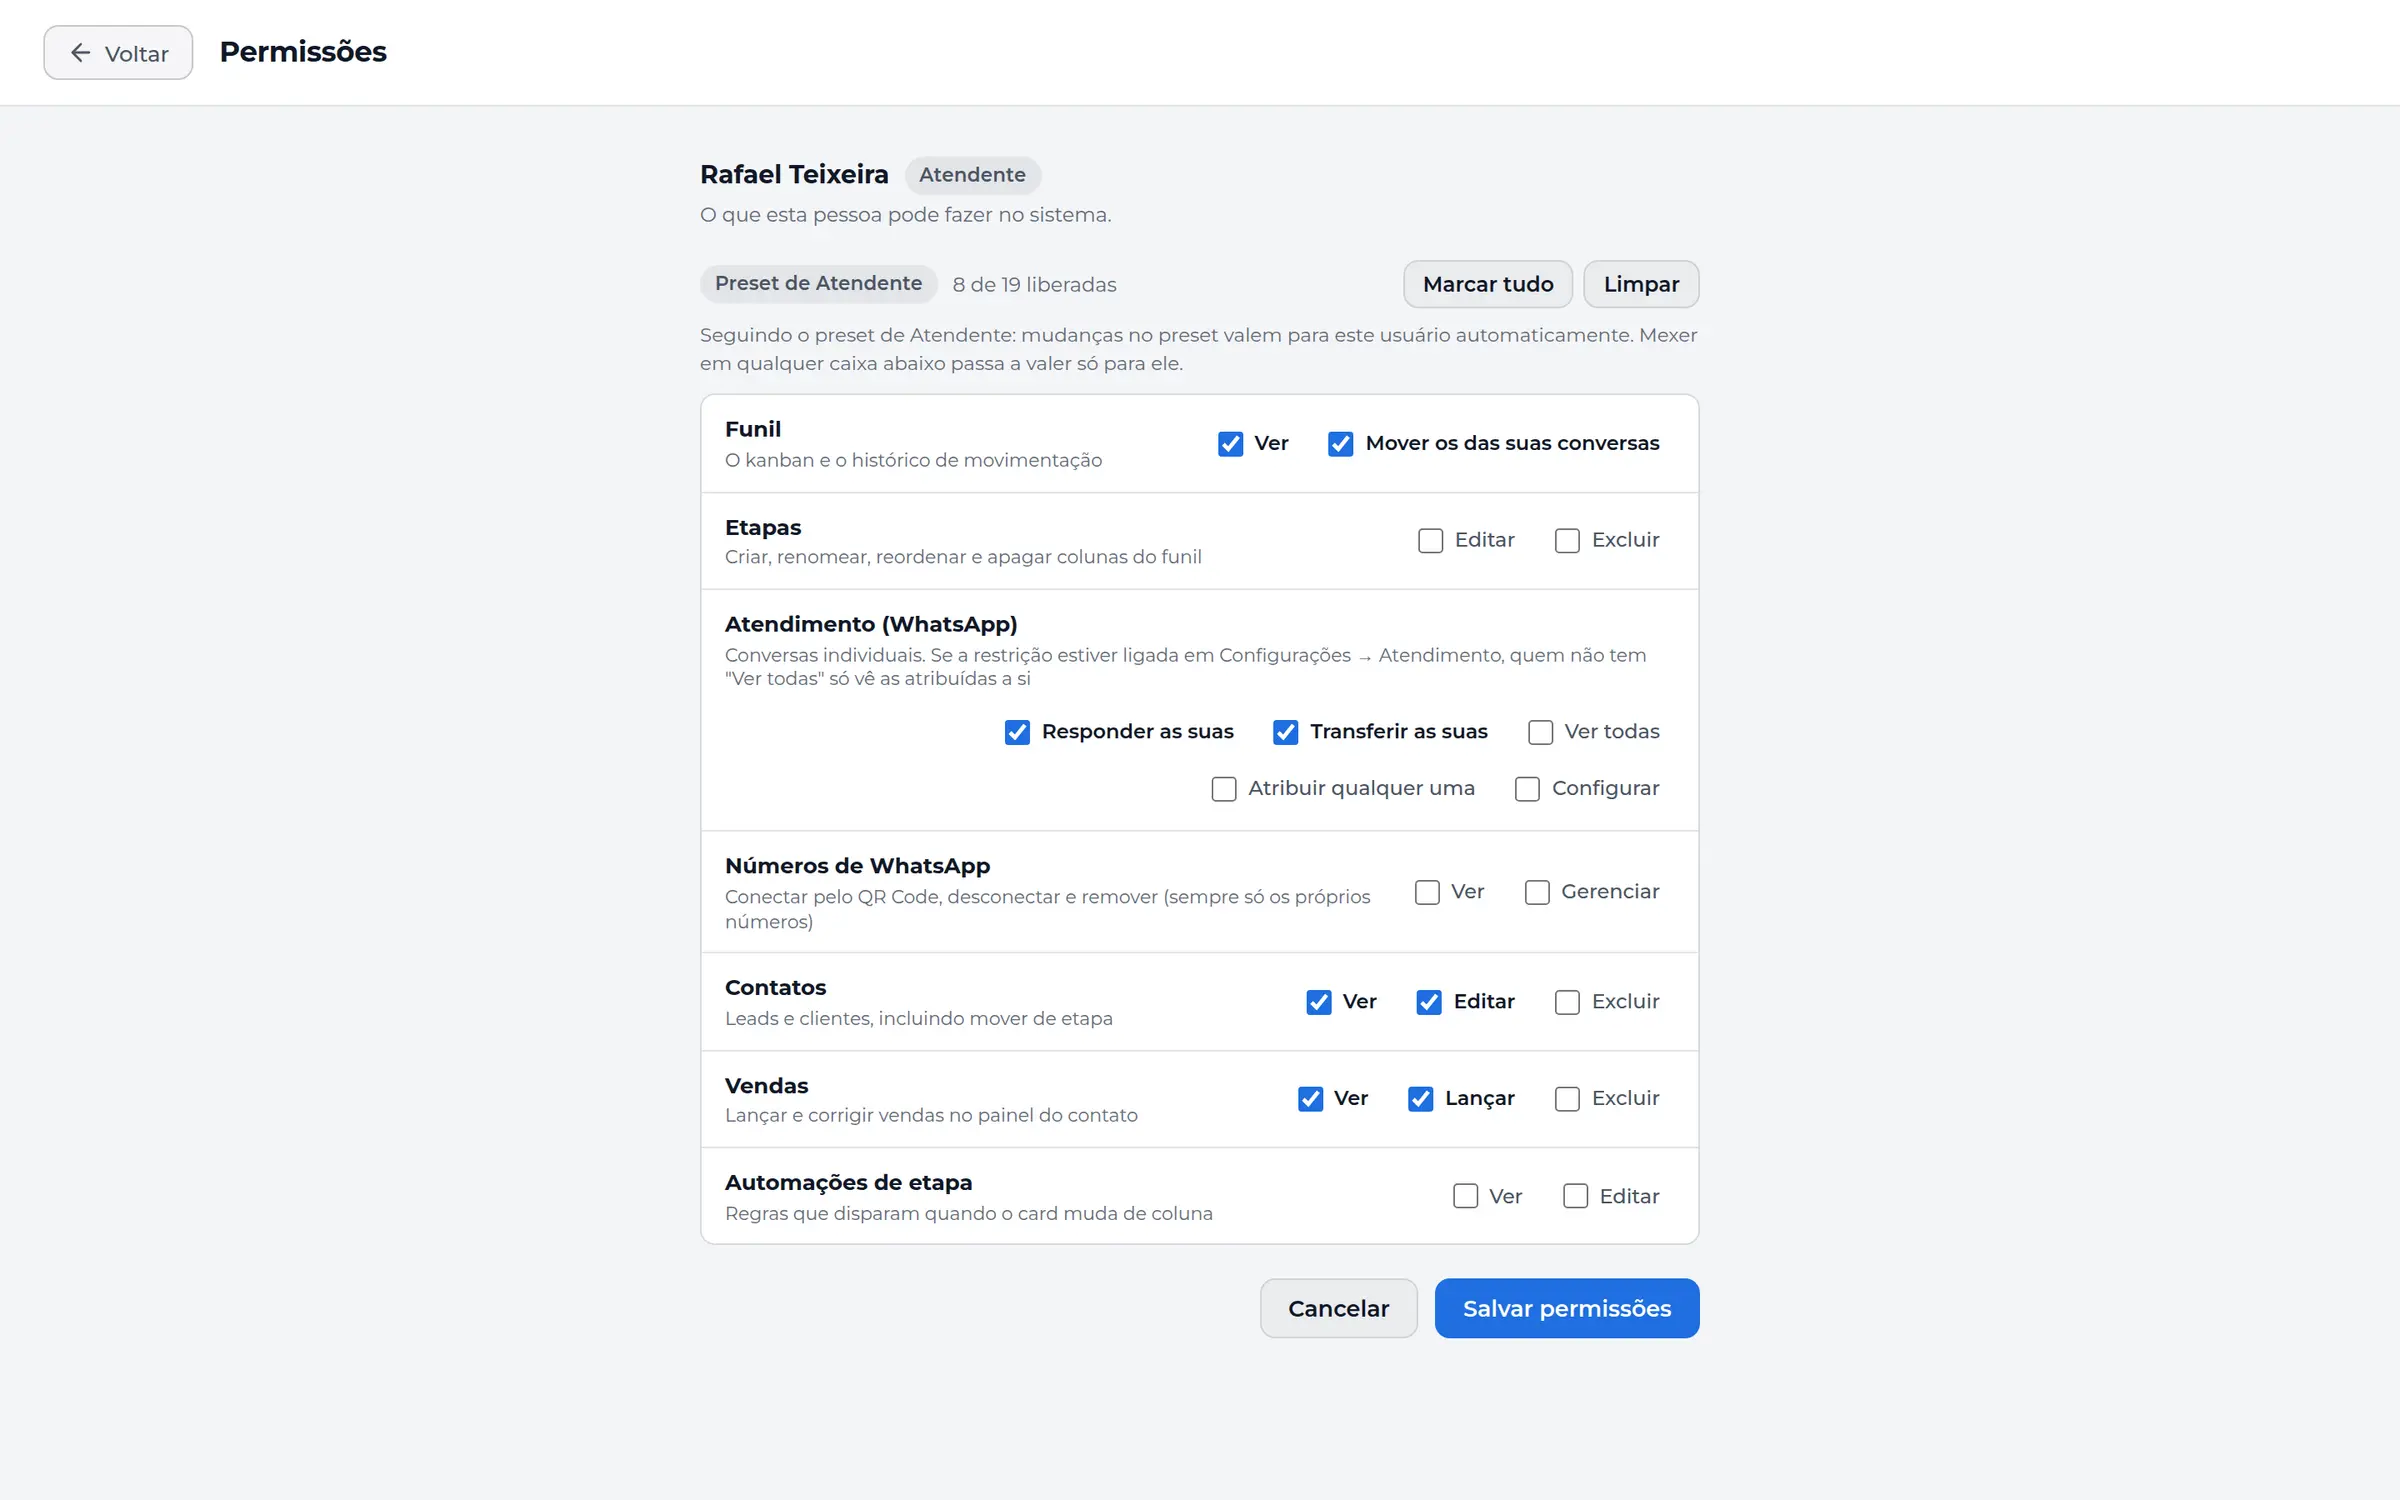 Voltar
Permissões
Rafael Teixeira
Atendente
O que esta pessoa pode fazer no sistema.
Preset de Atendente
8 de 19 liberadas
Marcar tudo
Limpar
Seguindo o preset de Atendente: mudanças no preset valem para este usuário automaticamente. Mexer
em qualquer caixa abaixo passa a valer só para ele.
Funil
O kanban e o histórico de movimentação
Ver
Mover os das suas conversas
Etapas
Criar, renomear, reordenar e apagar colunas do funil
Editar
Excluir
Atendimento (WhatsApp)
Conversas individuais. Se a restrição estiver ligada em Configurações → Atendimento, quem não tem
"Ver todas" só vê as atribuídas a si
Responder as suas
Transferir as suas
Ver todas
Atribuir qualquer uma
Configurar
Números de WhatsApp
Conectar pelo QR Code, desconectar e remover (sempre só os próprios
números)
Ver
Gerenciar
Contatos
Leads e clientes, incluindo mover de etapa
Ver
Editar
Excluir
Vendas
Lançar e corrigir vendas no painel do contato
Ver
Lançar
Excluir
Automações de etapa
Regras que disparam quando o card muda de coluna
Ver
Editar
Cancelar
Salvar permissões